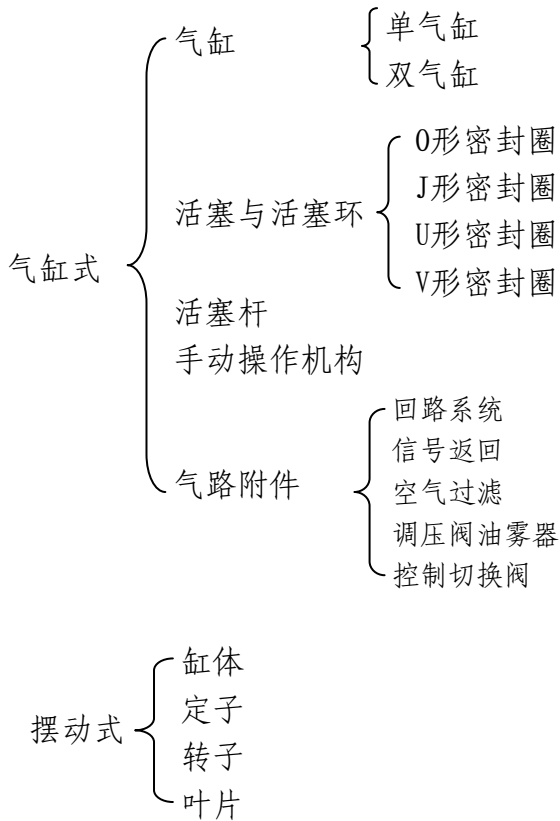 气缸
单气缸
双气缸
活塞与活塞环
O形密封圈
J形密封圈
U形密封圈
V形密封圈
气缸式
活塞杆
手动操作机构
气路附件
回路系统
信号返回
空气过滤
调压阀油雾器
控制切换阀
摆动式
缸体
定子
转子
叶片